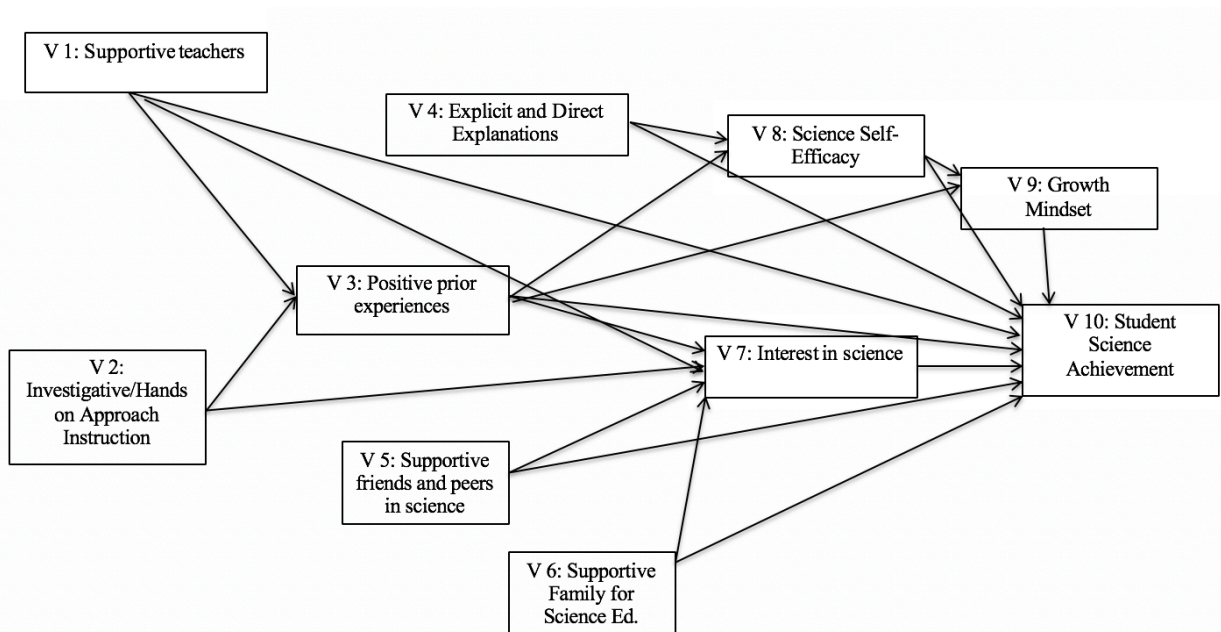 V 1: Supportive teachers
V 4: Explicit and Direct
Explanations
V 8: Science Self-
Efficacy
V 9: Growth
Mindset
V 3: Positive prior
experiences
V 10: Student
Science
Achievement
V 7: Interest in science
V 2:
Investigative/Hands
on Approach
Instruction
V 5: Supportive
friends and peers
in science
V 6: Supportive
Family for
Science Ed.